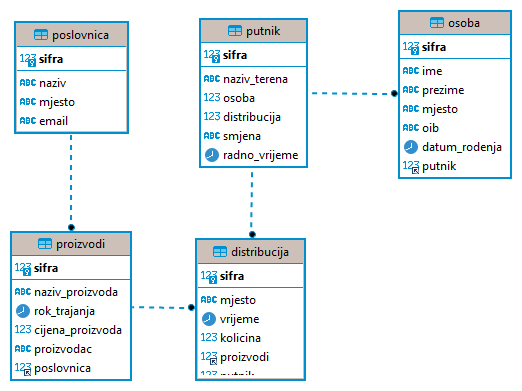 poslovnica
123 sifra
ABC naziv
ABC mjesto
ABC email
putnik
123 sifra
ABC naziv_terena
123 osoba
123 distribucija
ABC smjena
radno_vrijeme
osoba
123 sifra
ABC ime
ABC prezime
ABC mjesto
ABC oib
datum_rodenja
123 putnik
proizvodi
123 sifra
ABC naziv_proizvoda
rok_trajanja
123 cijena_proizvoda
ABC proizvodac
123 poslovnica
distribucija
123 sifra
ABC mjesto
vrijeme
123 kolicina
123 proizvodi